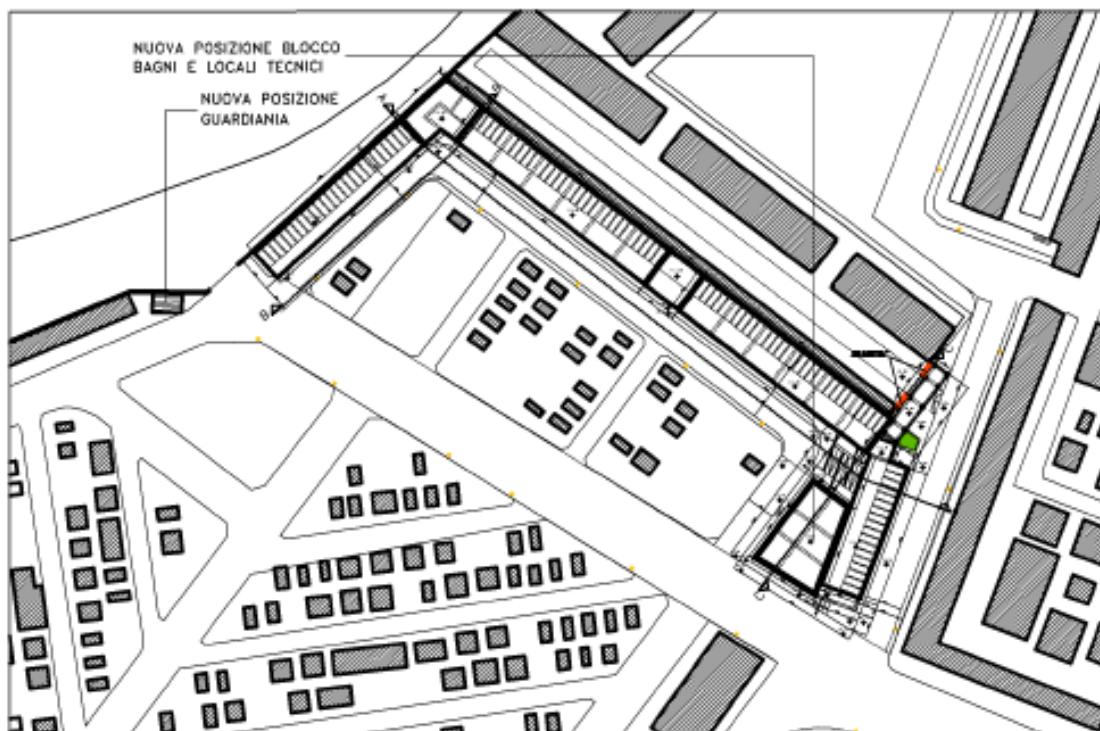 NUOVA POSIZIONE BLOCCO
BAGNI E LOCALI TECNICI
NUOVA POSIZIONE
GUARDIANIA